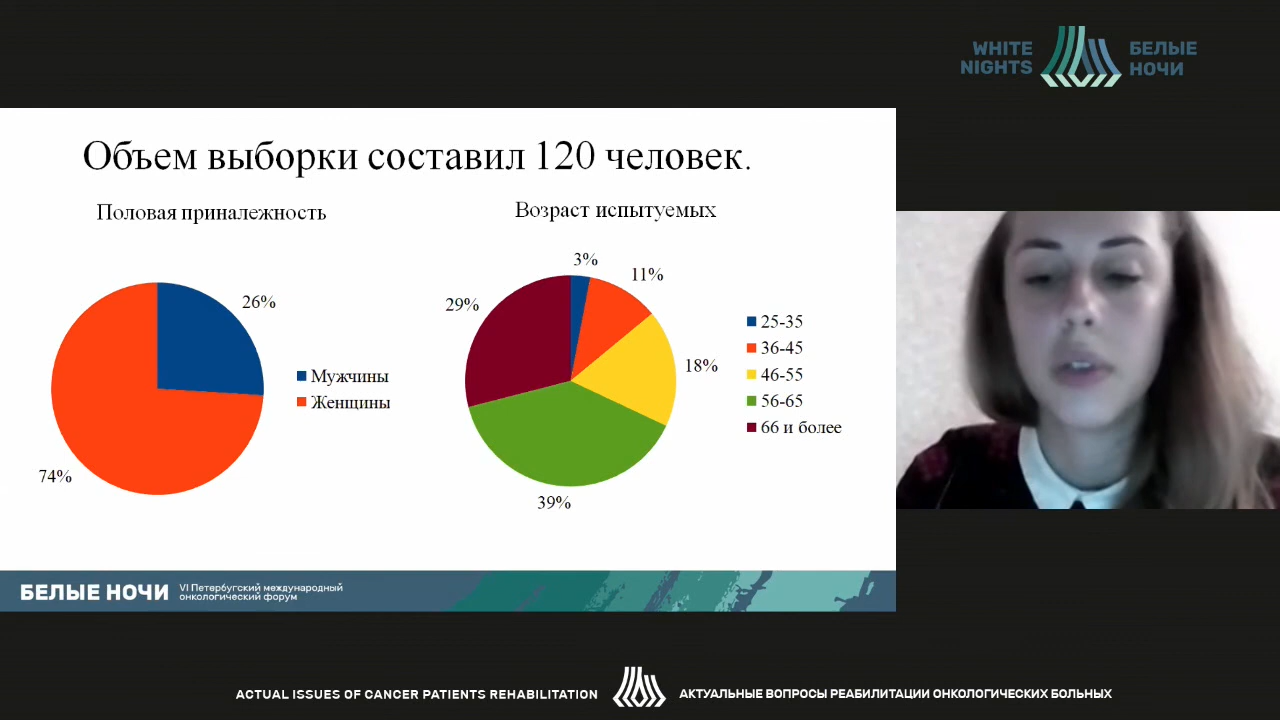 WHITE
NIGHTS
БЕЛЫЕ
НОЧИ
Объем выборки составил 120 человек.
Половая приналежность
26%
74%
Мужчины
Женщины
Возраст испытуемых
3%
11%
29%
18%
39%
25-35
36-45
46-55
56-65
66 и более
БЕЛЫЕ НОЧИ
VI Петербугский международный
онкологический форум
ACTUAL ISSUES OF CANCER PATIENTS REHABILITATION
АКТУАЛЬНЫЕ ВОПРОСЫ РЕАБИЛИТАЦИИ ОНКОЛОГИЧЕСКИХ БОЛЬНЫХ